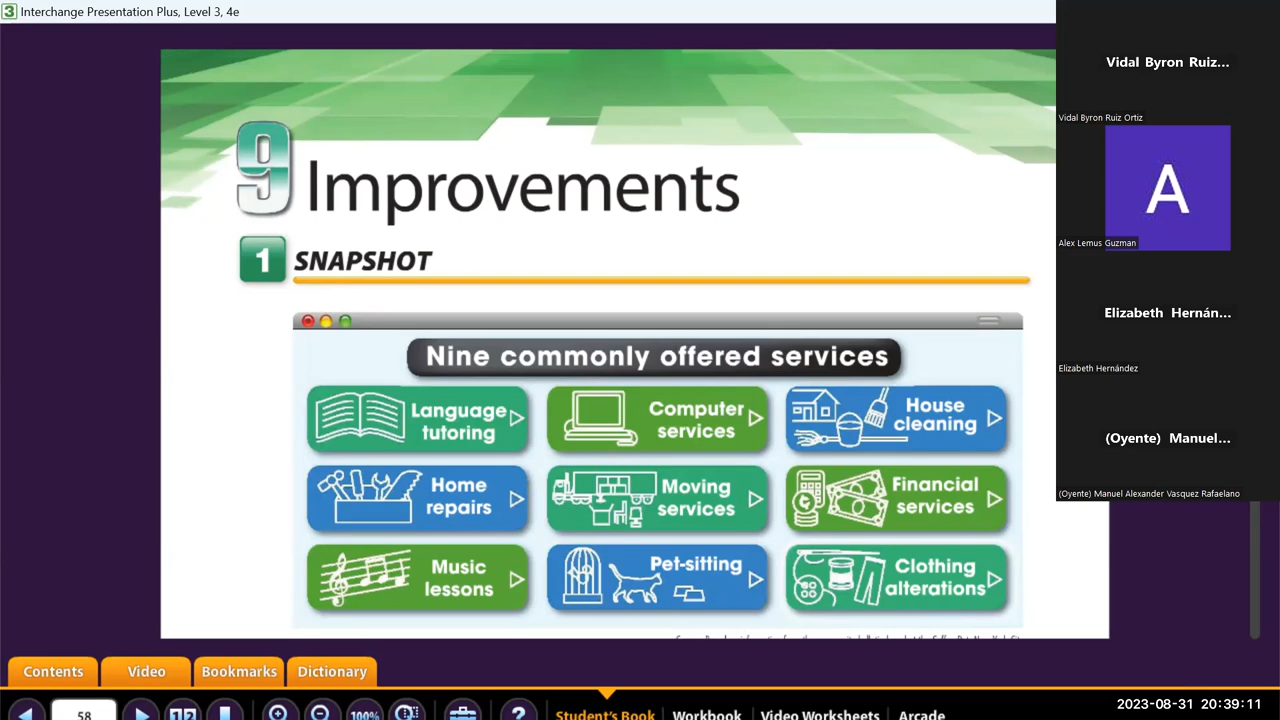 3 Interchange Presentation Plus, Level 3, 4e
9 Improvements
1 SNAPSHOT
Nine commonly offered services
Language
tutoring
Computer
services
House
cleaning
Home
repairs
Moving
services
Financial
services
Music
lessons
Pet-sitting
Clothing
alterations
Vidal Byron Ruiz...
Vidal Byron Ruiz Ortiz
A
Alex Lemus Guzman
Elizabeth Hernán...
Elizabeth Hernández
(Oyente) Manuel...
(Oyente) Manuel Alexander Vasquez Rafaelano
Contents Video Bookmarks Dictionary
58 1 2 100% ? Student's Book Workbook Video Worksheets Arcade
2023-08-31 20:39:11